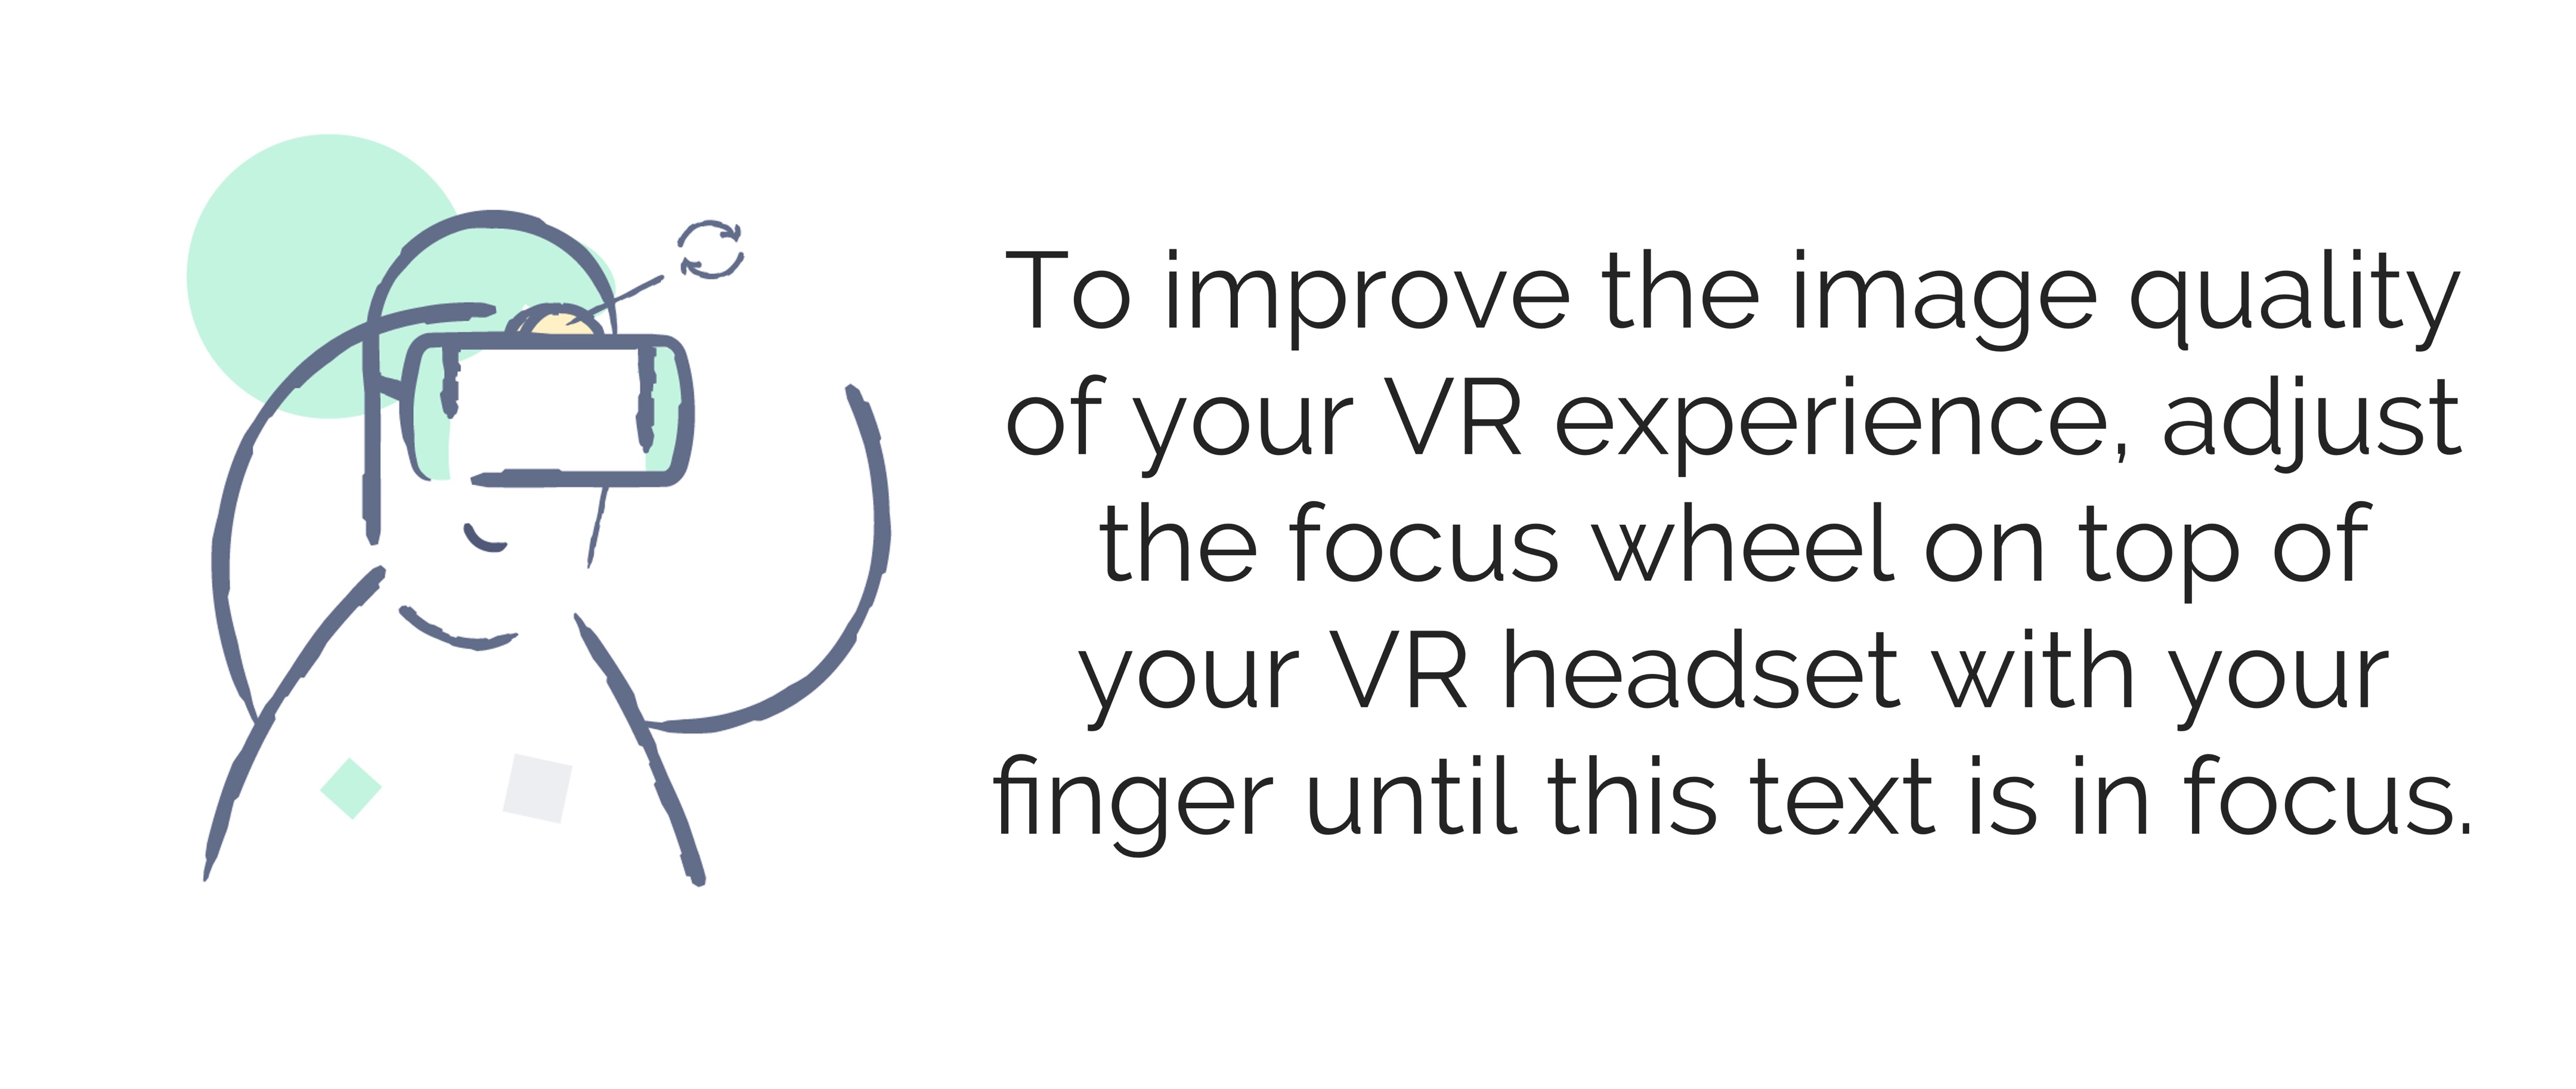 To improve the image quality
of your VR experience, adjust
the focus wheel on top of
your VR headset with your
finger until this text is in focus.